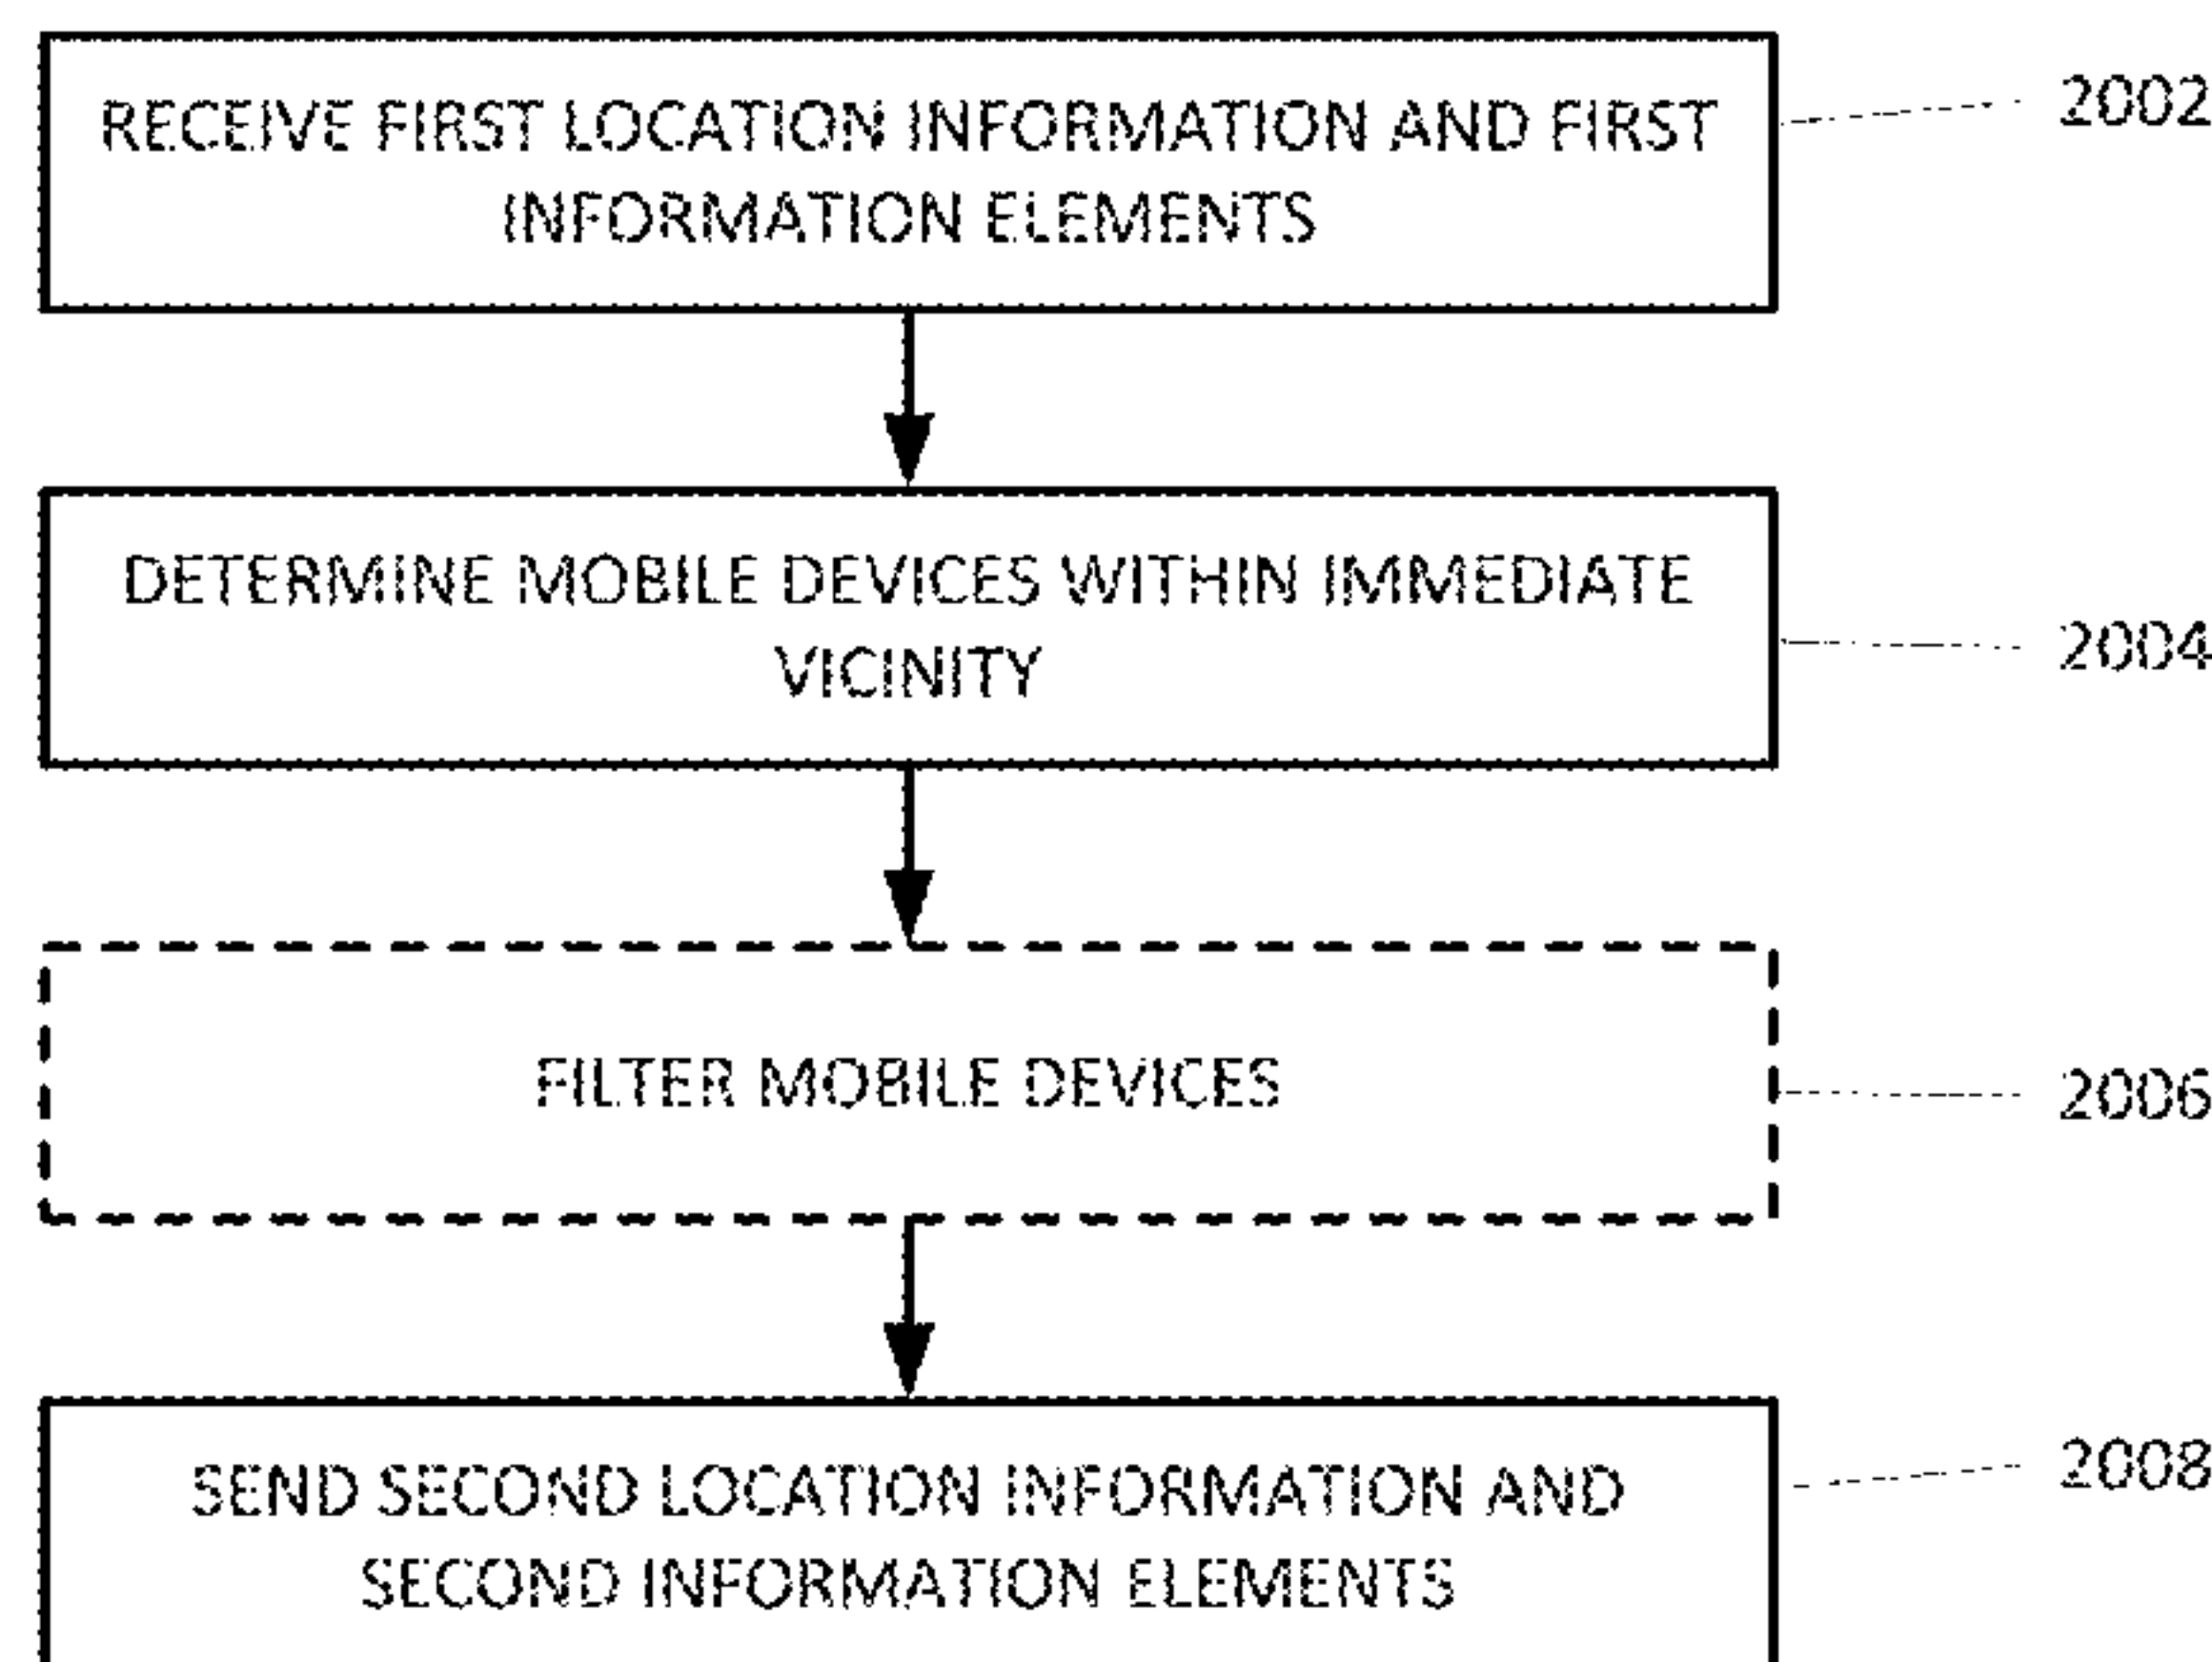 RECEIVE FIRST LOCATION INFORMATION AND FIRST
INFORMATION ELEMENTS
2002
DETERMINE MOBILE DEVICES WITHIN IMMEDIATE
VICINITY
2004
FILTER MOBILE DEVICES
2006
SEND SECOND LOCATION INFORMATION AND
SECOND INFORMATION ELEMENTS
2008